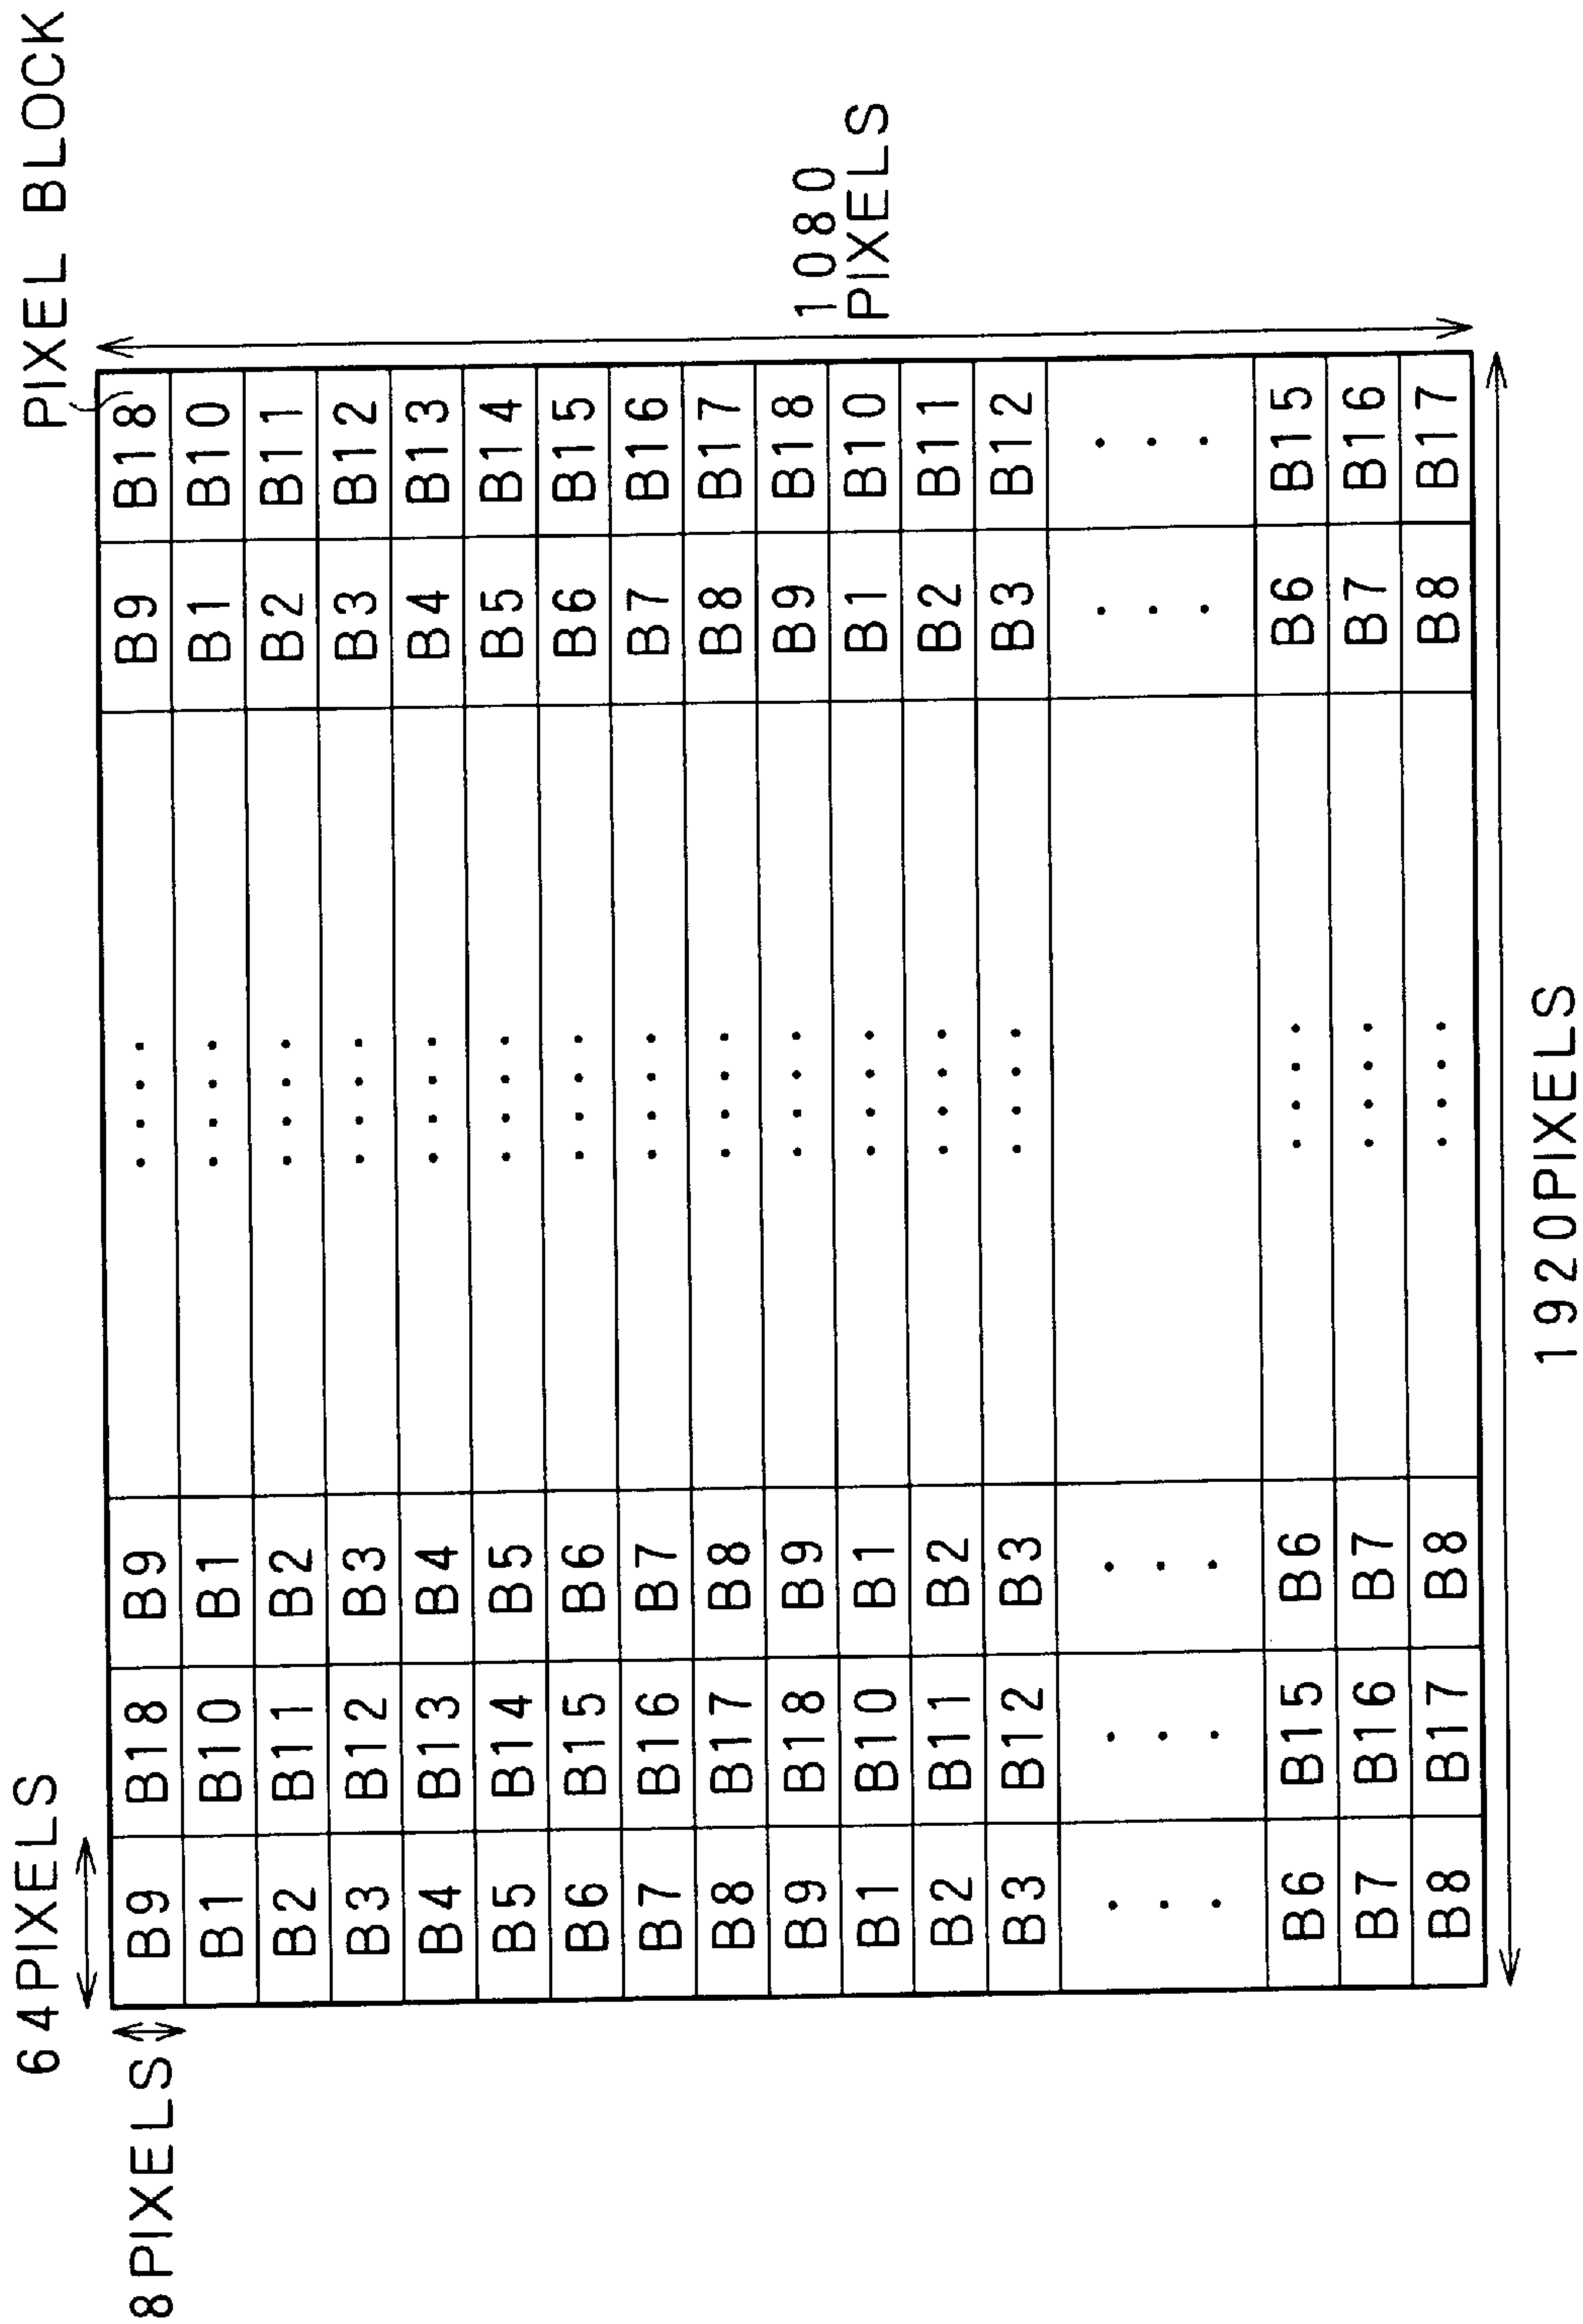 64PIXELS PIXEL BLOCK
8PIXELS B9 B18 B9 .... B9 B18
B1 B10 B1 .... B1 B10
B2 B11 B2 .... B2 B11
B3 B12 B3 .... B3 B12
B4 B13 B4 .... B4 B13
B5 B14 B5 .... B5 B14
B6 B15 B6 .... B6 B15
B7 B16 B7 .... B7 B16
B8 B17 B8 .... B8 B17
B9 B18 B9 .... B9 B18
1080
B1 B10 B1 .... B1 B10
PIXELS
B2 B11 B2 .... B2 B11
B3 B12 B3 .... B3 B12
B6 B15 B6 .... B6 B15
B7 B16 B7 .... B7 B16
B8 B17 B8 .... B8 B17
1920PIXELS